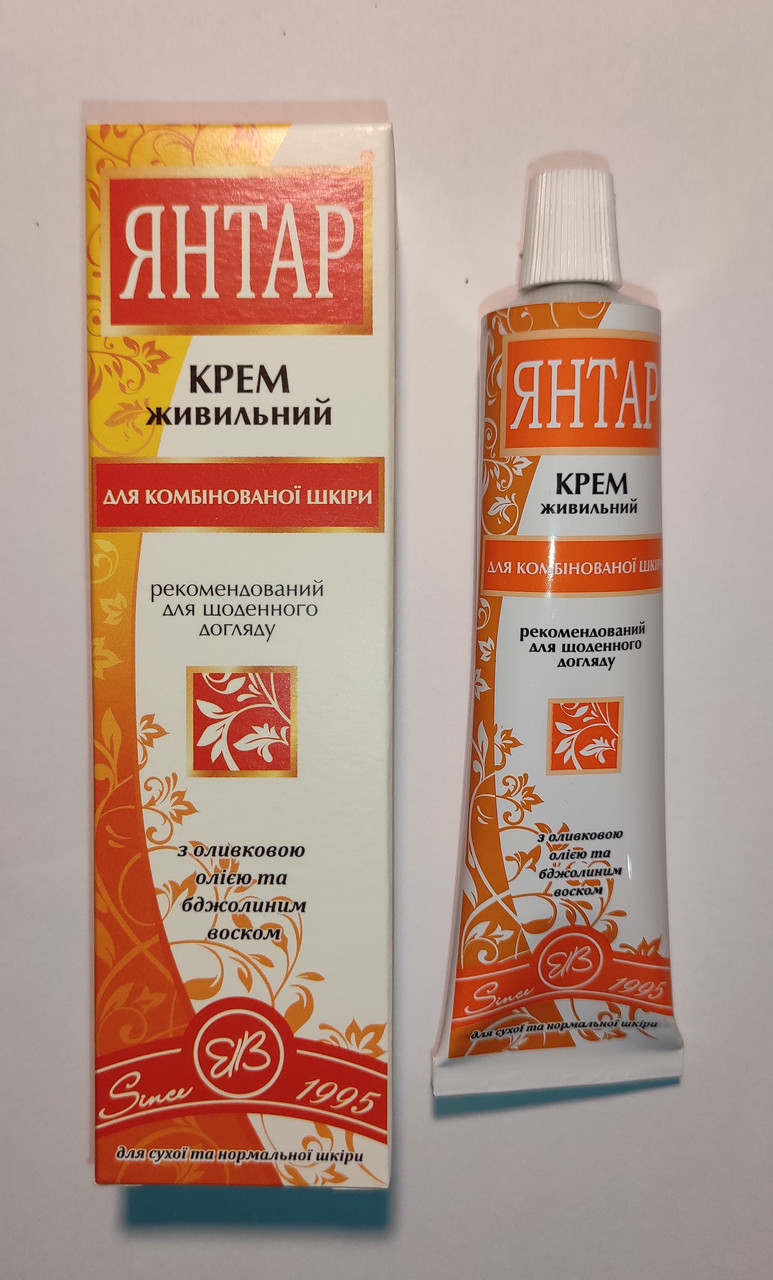 ЯНТАР
КРЕМ
живильний
ДЛЯ КОМБІНОВАНОЇ ШКІРИ
рекомендований
для щоденного
догляду
з оливковою
олією та
бджолиним
воском
Since 1995
для сухої та нормальної шкіри
ЯНТАР
КРЕМ
живильний
ДЛЯ КОМБІНОВАНОЇ ШКІРИ
рекомендований
для щоденного
догляду
з оливковою
олією та
бджолиним
воском
Since 1995
для сухої та нормальної шкіри